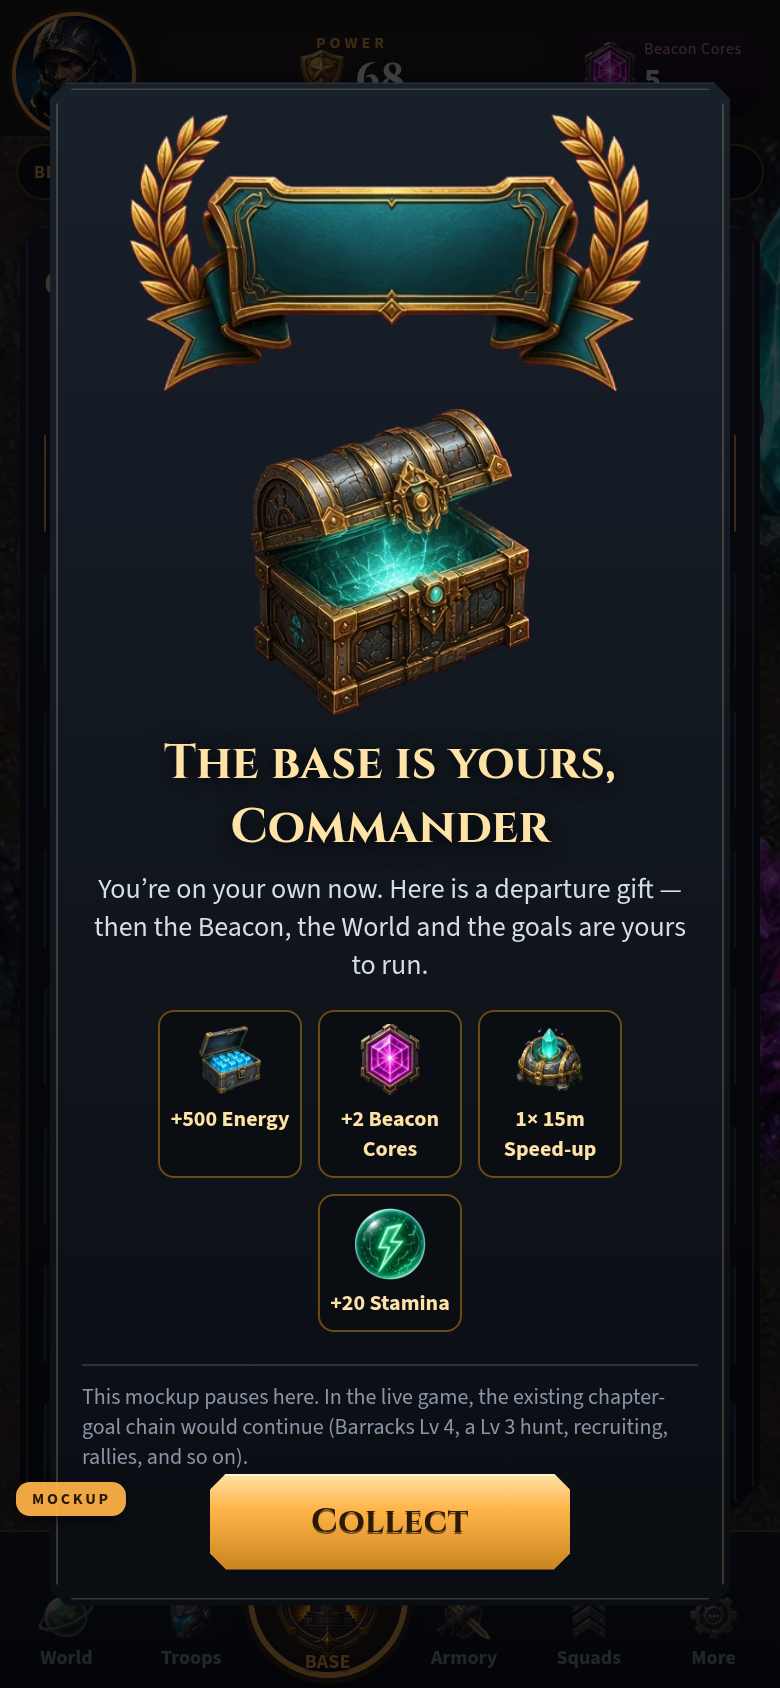 POWER
68
Beacon Cores
5
The base is yours,
Commander
You’re on your own now. Here is a departure gift —
then the Beacon, the World and the goals are yours
to run.
+500 Energy
+2 Beacon
Cores
1× 15m
Speed-up
+20 Stamina
This mockup pauses here. In the live game, the existing chapter-
goal chain would continue (Barracks Lv 4, a Lv 3 hunt, recruiting,
rallies, and so on).
MOCKUP
Collect
World
Troops
BASE
Armory
Squads
More